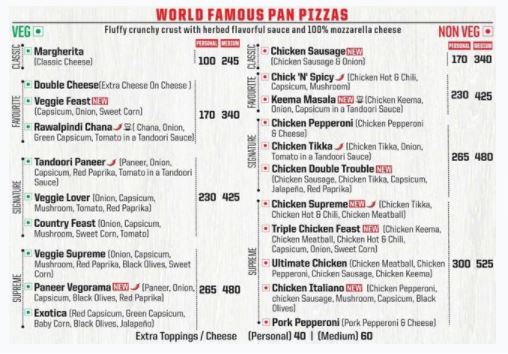 WORLD FAMOUS PAN PIZZAS
Fluffy crunchy crust with herbed flavorful sauce and 100% mozzarella cheese
VEG
PERSONAL MEDIUM
CLASSIC
Margherita
(Classic Cheese)
100 245
FAVOURITE
Double Cheese(Extra Cheese On Cheese )
Veggie Feast NEW
(Capsicum, Onion, Sweet Corn)
Rawalpindi Chana ( Chana, Onion,
Green Capsicum, Tomato in a Tandoori Sauce)
170 340
SIGNATURE
Tandoori Paneer (Paneer, Onion,
Capsicum, Red Paprika, Tomato in a Tandoori
Sauce)
Veggie Lover (Onion, Capsicum,
Mushroom, Tomato, Red Paprika)
Country Feast (Onion, Capsicum,
Mushroom, Sweet Corn, Tomato)
230 425
SUPREME
Veggie Supreme (Onion, Capsicum,
Mushroom, Red Paprika, Black Olives, Sweet
Corn)
Paneer Vegorama NEW (Paneer, Onion,
Capsicum, Black Olives, Red Paprika)
Exotica (Red Capsicum, Green Capsicum,
Baby Corn, Black Olives, Jalapeño)
265 480
NON VEG
PERSONAL MEDIUM
CLASSIC
Chicken Sausage NEW
(Chicken Sausage & Onion)
170 340
FAVOURITE
Chick 'N' Spicy (Chicken Hot & Chili,
Capsicum, Mushroom)
Keema Masala NEW (Chicken Keema,
Onion, Capsicum in a Tandoori Sauce)
230 425
SIGNATURE
Chicken Pepperoni (Chicken Pepperoni
& Cheese)
Chicken Tikka (Chicken Tikka, Onion,
Tomato in a Tandoori Sauce)
Chicken Double Trouble NEW
(Chicken Sausage, Chicken Tikka, Capsicum,
Jalapeño, Red Paprika)
265 480
SUPREME
Chicken Supreme NEW (Chicken Tikka,
Chicken Hot & Chili, Chicken Meatball)
Triple Chicken Feast NEW (Chicken Keema,
Chicken Meatball, Chicken Hot & Chili,
Capsicum, Onion, Sweet Corn)
Ultimate Chicken (Chicken Meatball, Chicken
Pepperoni, Chicken Sausage, Chicken Keema)
Chicken Italiano NEW (Chicken Pepperoni,
chicken Sausage, Mushroom, Capsicum, Black
Olives)
Pork Pepperoni (Pork Pepperoni & Cheese)
300 525
Extra Toppings / Cheese (Personal) 40 | (Medium) 60